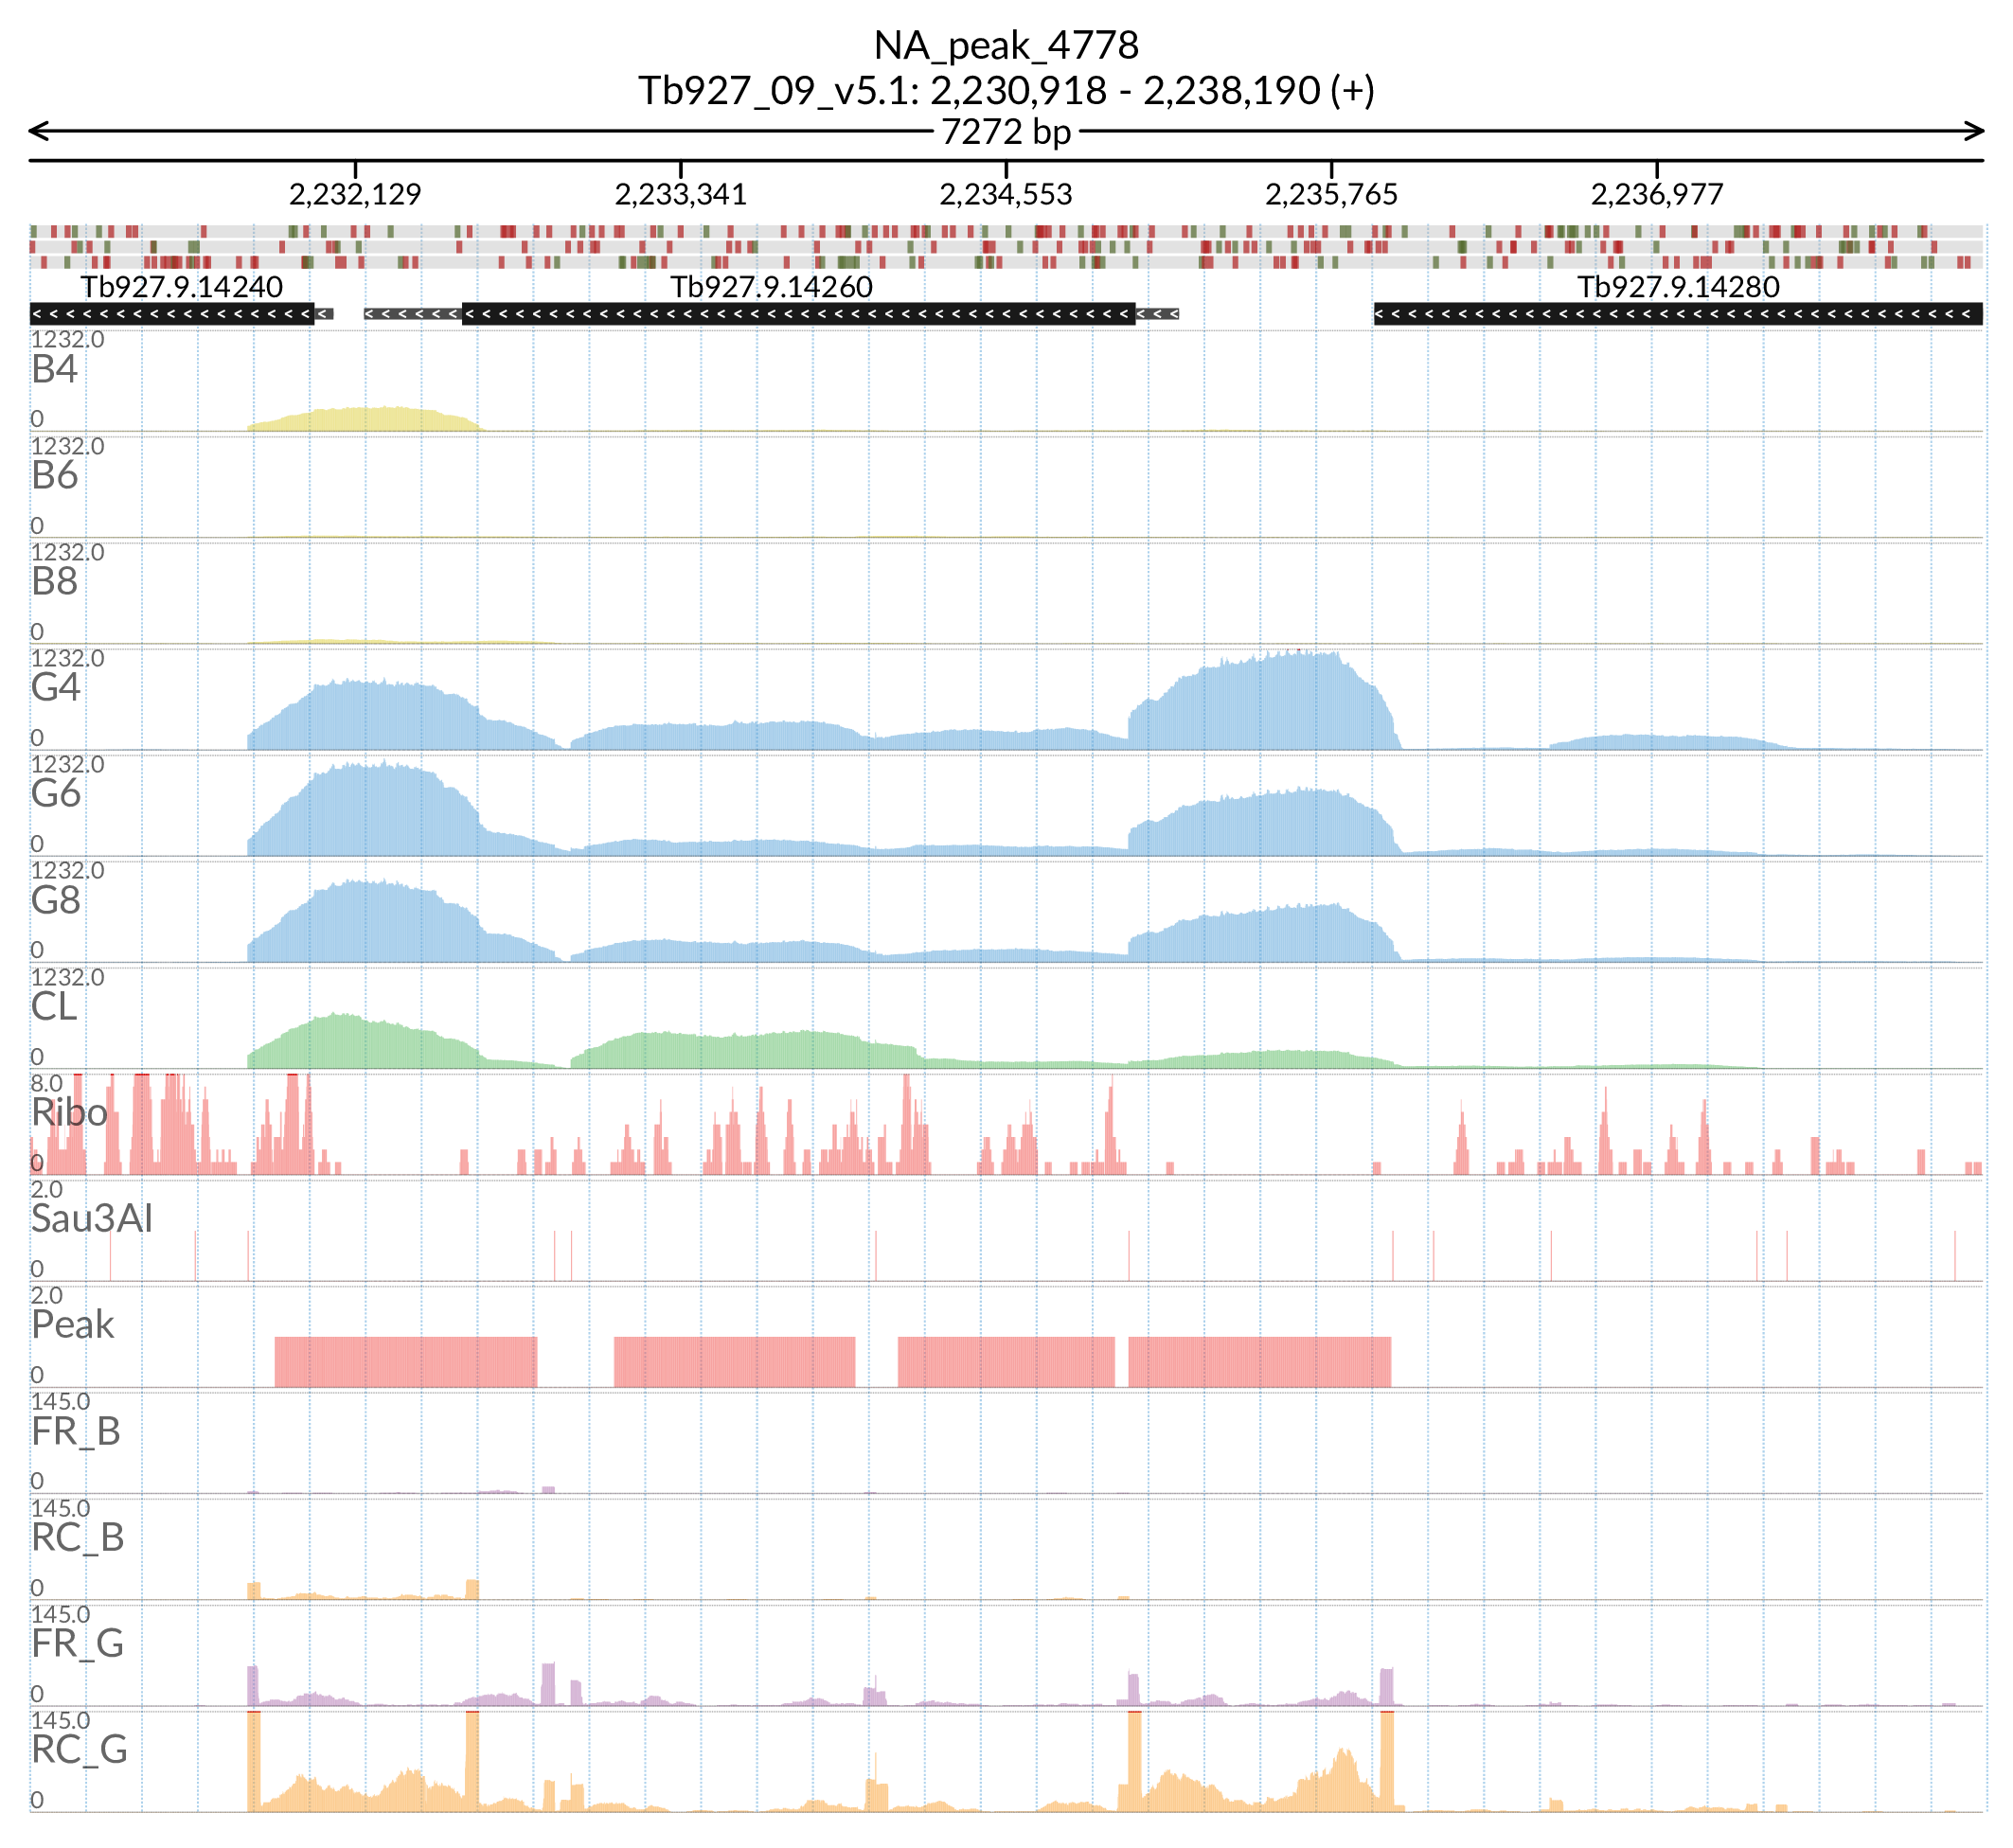 NA_peak_4778
Tb927_09_v5.1: 2,230,918 - 2,238,190 (+)
7272 bp
2,232,129 2,233,341 2,234,553 2,235,765 2,236,977
Tb927.9.14240 Tb927.9.14260 Tb927.9.14280
1232.0
B4
0
1232.0
B6
0
1232.0
B8
0
1232.0
G4
0
1232.0
G6
0
1232.0
G8
0
1232.0
CL
0
8.0
Ribo
0
2.0
Sau3AI
0
2.0
Peak
0
145.0
FR_B
0
145.0
RC_B
0
145.0
FR_G
0
145.0
RC_G
0